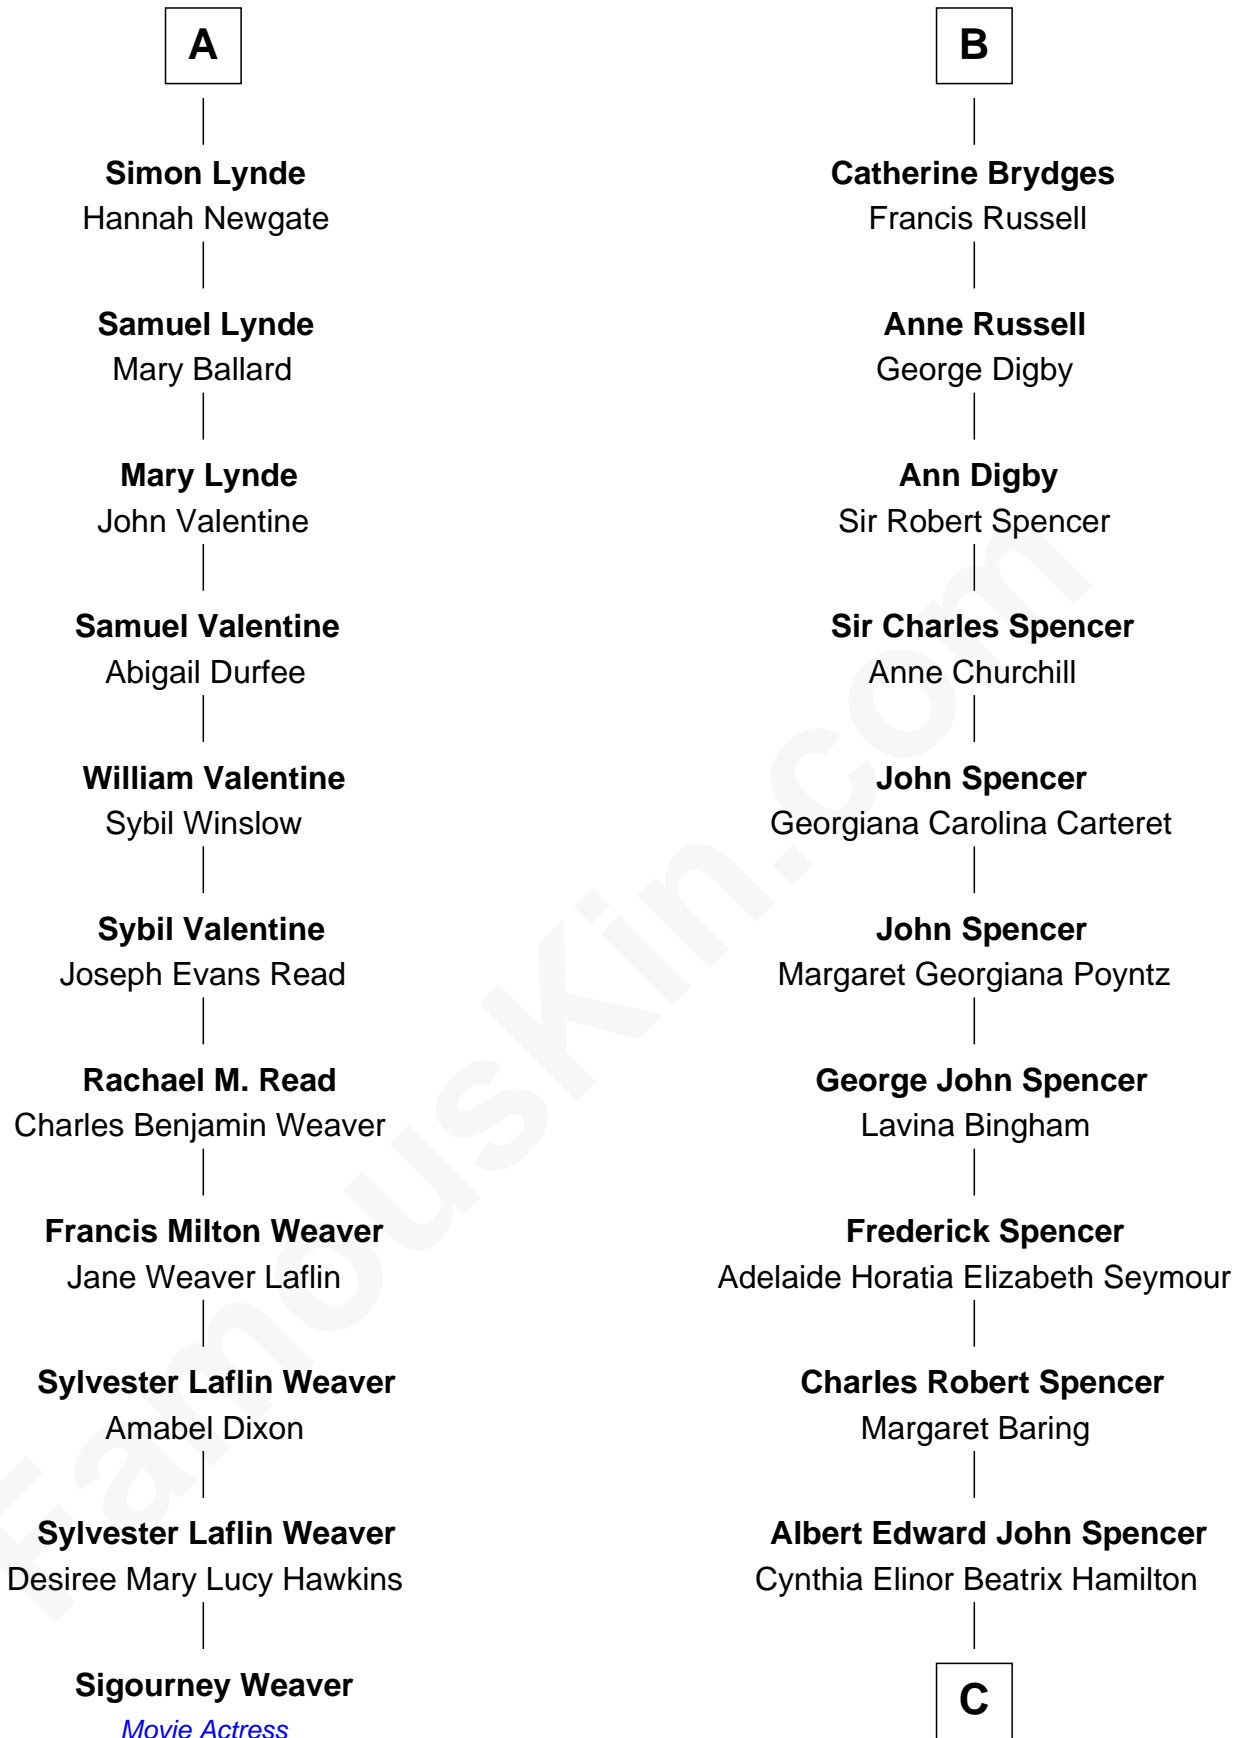 A
Simon Lynde
Hannah Newgate
Samuel Lynde
Mary Ballard
Mary Lynde
John Valentine
Samuel Valentine
Abigail Durfee
William Valentine
Sybil Winslow
Sybil Valentine
Joseph Evans Read
Rachael M. Read
Charles Benjamin Weaver
Francis Milton Weaver
Jane Weaver Laflin
Sylvester Laflin Weaver
Amabel Dixon
Sylvester Laflin Weaver
Desiree Mary Lucy Hawkins
Sigourney Weaver
Movie Actress
B
Catherine Brydges
Francis Russell
Anne Russell
George Digby
Ann Digby
Sir Robert Spencer
Sir Charles Spencer
Anne Churchill
John Spencer
Georgiana Carolina Carteret
John Spencer
Margaret Georgiana Poyntz
George John Spencer
Lavina Bingham
Frederick Spencer
Adelaide Horatia Elizabeth Seymour
Charles Robert Spencer
Margaret Baring
Albert Edward John Spencer
Cynthia Elinor Beatrix Hamilton
C
FamousKin.com